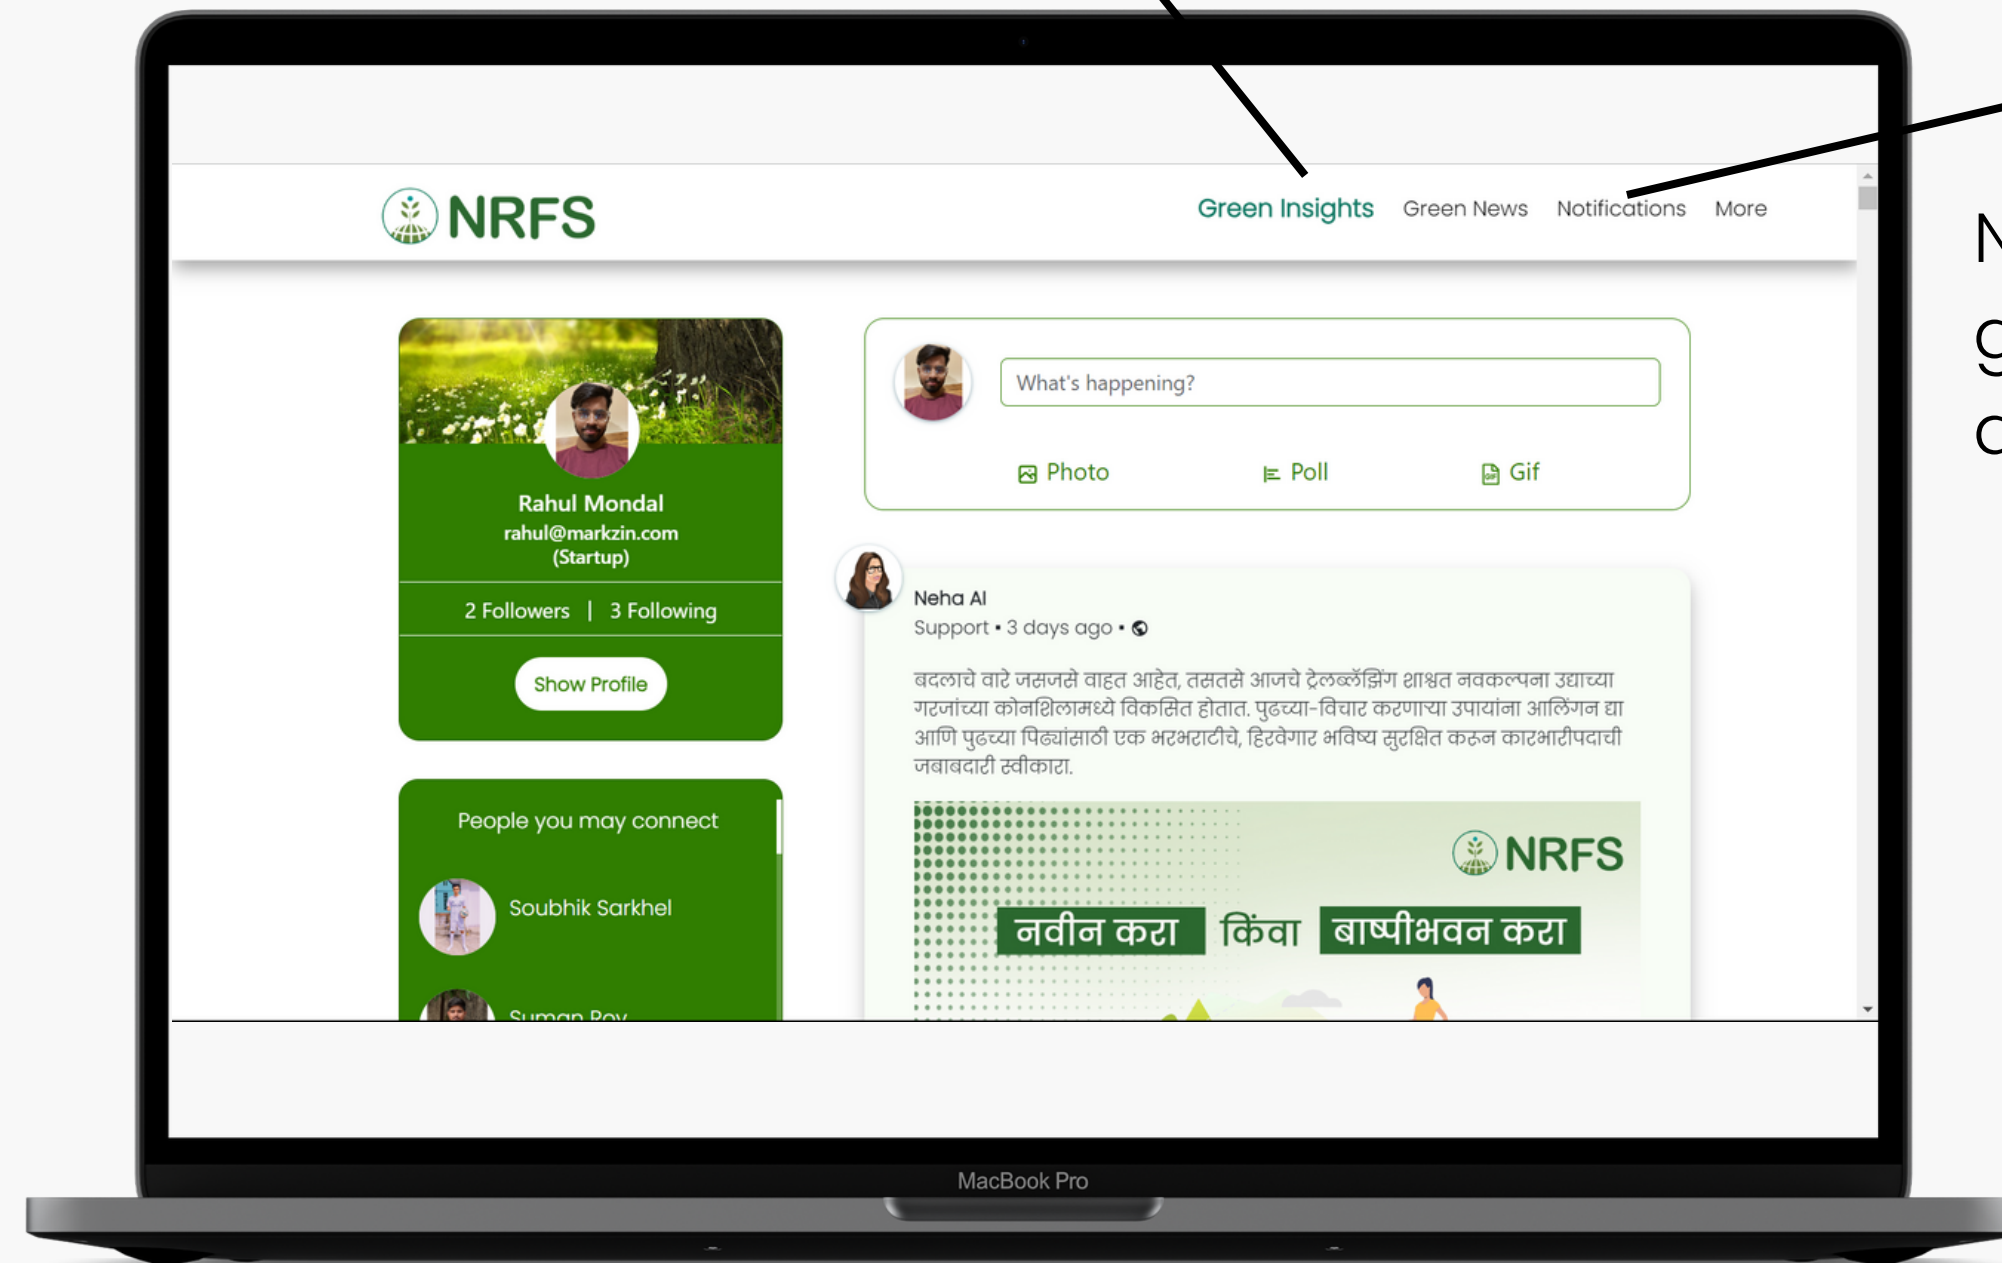 NRFS
Green Insights Green News Notifications More
Rahul Mondal
rahul@markzin.com
(Startup)
2 Followers | 3 Following
Show Profile
People you may connect
Soubhik Sarkhel
Suman Roy
What's happening?
Photo Poll Gif
Neha AI
Support • 3 days ago •
बदलाचे वारे जसजसे वाहत आहेत, तसतसे आजचे ट्रेलब्लॅझिंग शाश्वत नवकल्पना उद्याच्या
गरजांच्या कोनशिलामध्ये विकसित होतात. पुढच्या-विचार करणाऱ्या उपायांना आलिंगन द्या
आणि पुढच्या पिढ्यांसाठी एक भरभराटीचे, हिरवेगार भविष्य सुरक्षित करून कारभारीपदाची
जबाबदारी स्वीकारा.
NRFS
नवीन करा किंवा बाष्पीभवन करा
MacBook Pro